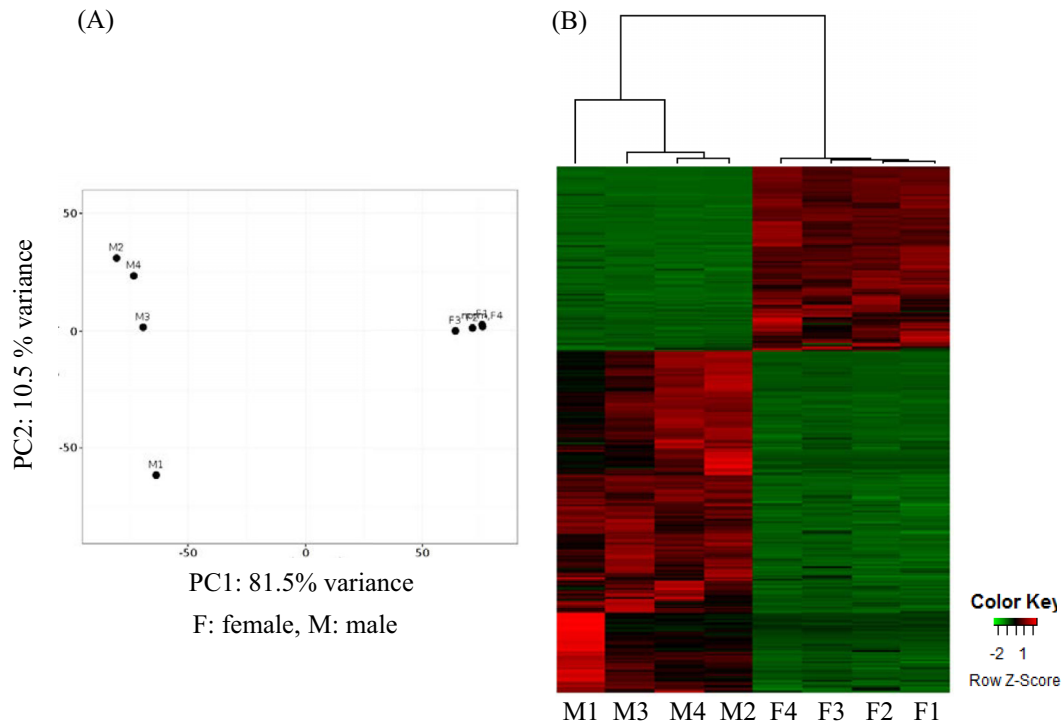 (A)
(B)
50
0
-50
M2
M4
M3
M1
F3
F2
F1
F4
-50
0
50
PC2: 10.5 % variance
PC1: 81.5% variance
F: female, M: male
Color Key
-2 1
Row Z-Score
M1 M3 M4 M2 F4 F3 F2 F1